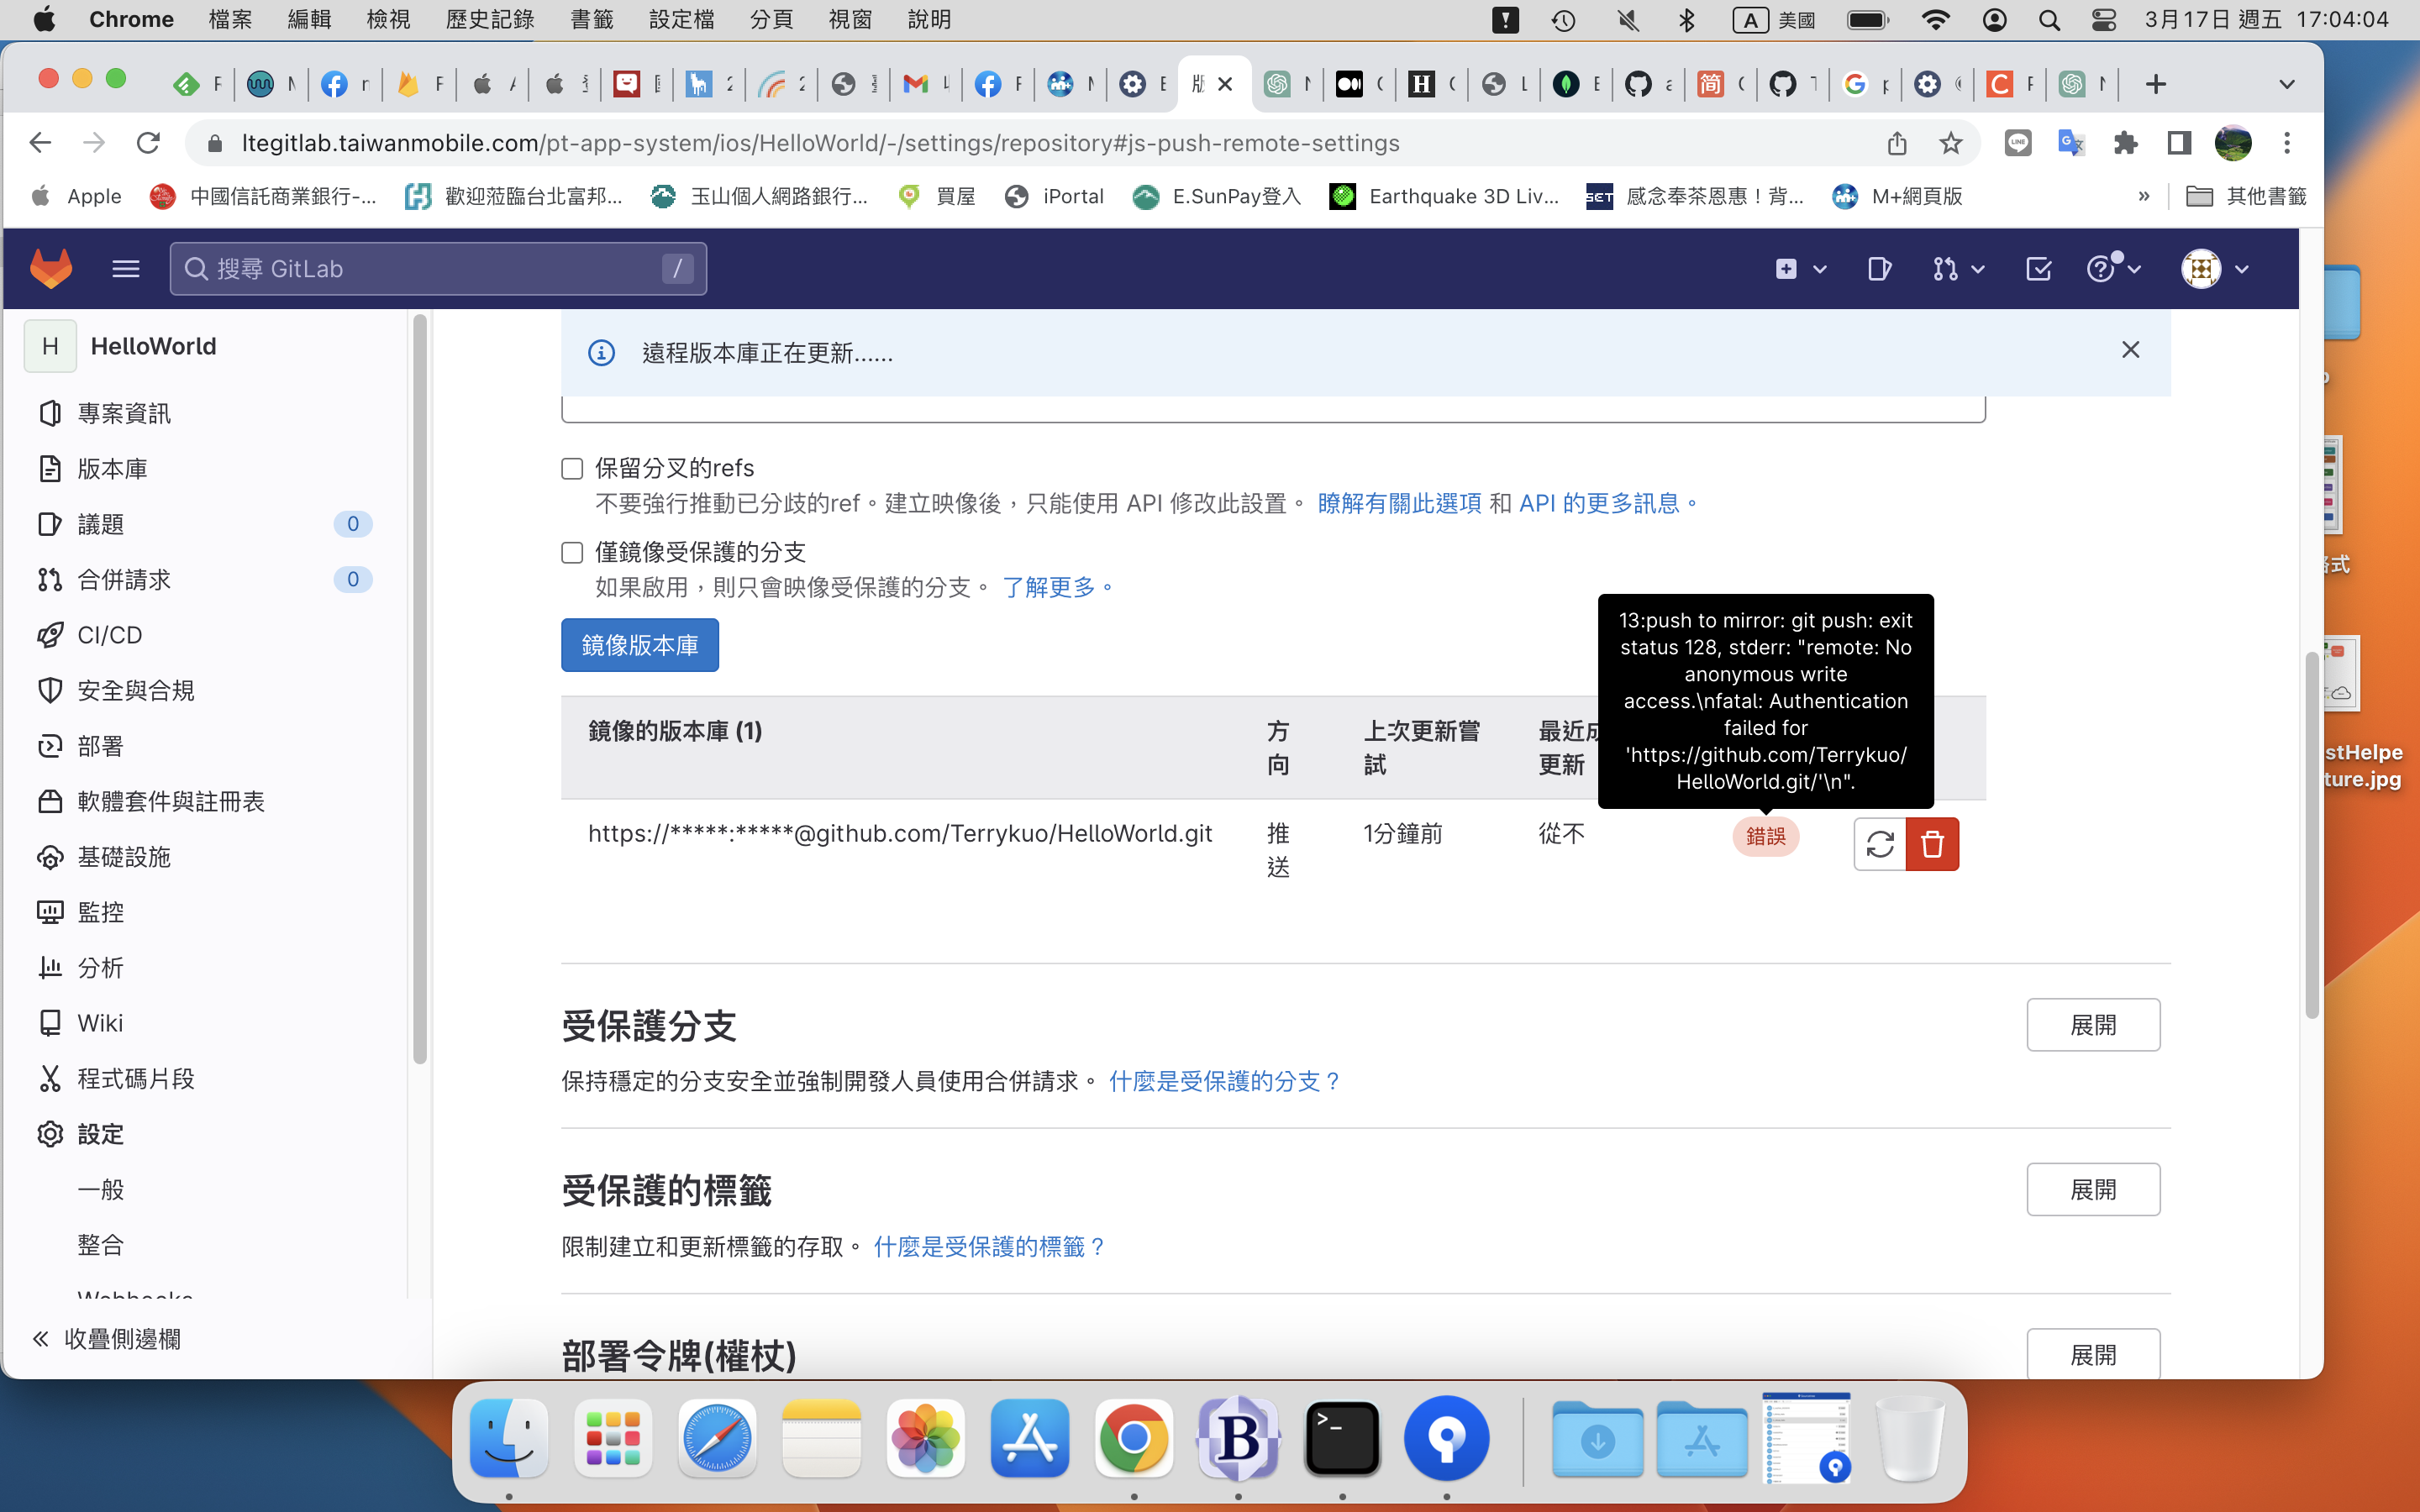 Chrome 檔案 編輯 檢視 歷史記錄 書籤 設定檔 分頁 視窗 說明 A 美國 3月17日 週五 17:04:04
ltegitlab.taiwanmobile.com/pt-app-system/ios/HelloWorld/-/settings/repository#js-push-remote-settings
Apple 中國信託商業銀行-... 歡迎蒞臨台北富邦... 玉山個人網路銀行... 買屋 iPortal E.SunPay登入 Earthquake 3D Liv... SET 感念奉茶恩惠！背... M+網頁版 » 其他書籤
搜尋 GitLab /
H HelloWorld
專案資訊
版本庫
議題 0
合併請求 0
CI/CD
安全與合規
部署
軟體套件與註冊表
基礎設施
監控
分析
Wiki
程式碼片段
設定
一般
整合
Webhooks
收疊側邊欄
遠程版本庫正在更新......
保留分叉的refs
不要強行推動已分歧的ref。建立映像後，只能使用 API 修改此設置。 瞭解有關此選項 和 API 的更多訊息。
僅鏡像受保護的分支
如果啟用，則只會映像受保護的分支。 了解更多。
鏡像版本庫
13:push to mirror: git push: exit
status 128, stderr: "remote: No
anonymous write
access.\nfatal: Authentication
failed for
'https://github.com/Terrykuo/
HelloWorld.git/'\n".
鏡像的版本庫 (1) 方向 上次更新嘗試 最近成 更新
https://*****:*****@github.com/Terrykuo/HelloWorld.git 推送 1分鐘前 從不 錯誤
受保護分支 展開
保持穩定的分支安全並強制開發人員使用合併請求。 什麼是受保護的分支？
受保護的標籤 展開
限制建立和更新標籤的存取。 什麼是受保護的標籤？
部署令牌(權杖) 展開
stHelpe
ture.jpg